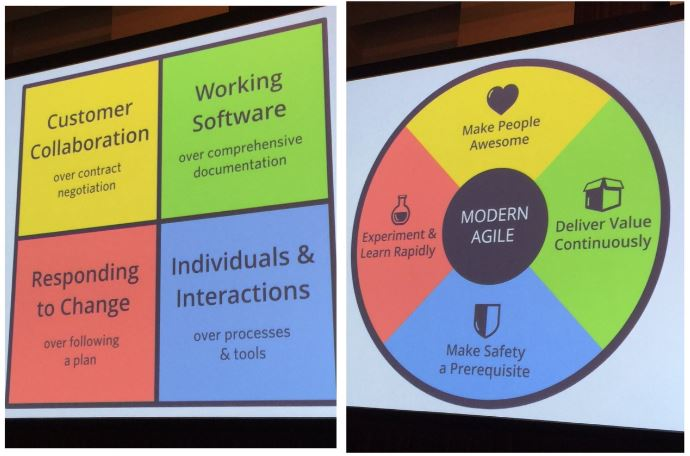 Customer
Collaboration
over contract
negotiation
Working
Software
over comprehensive
documentation
Responding
to Change
over following
a plan
Individuals &
Interactions
over processes
& tools
Make People
Awesome
Experiment &
Learn Rapidly
MODERN
AGILE
Deliver Value
Continuously
Make Safety
a Prerequisite